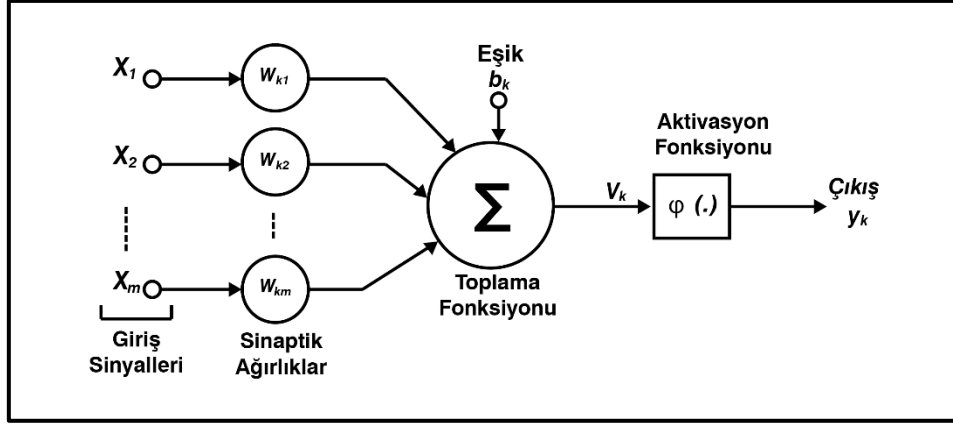 X1
Wk1
X2
Wk2
Xm
Wkm
Giriş
Sinyalleri
Sinaptik
Ağırlıklar
Eşik
bk
Σ
Toplama
Fonksiyonu
Vk
Aktivasyon
Fonksiyonu
φ (.)
Çıkış
yk